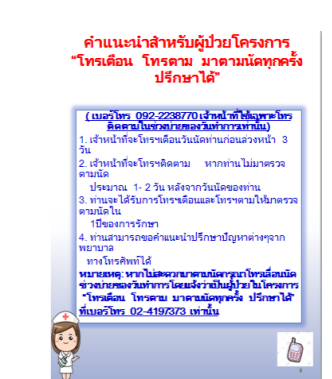 คำแนะนำสำหรับผู้ป่วยโครงการ
“โทรเตือน โทรตาม มาตามนัดทุกครั้ง
ปรึกษาได้”
( เบอร์โทร 092-2238770 เจ้าหน้าที่ใช้เฉพาะโทร
ติดตามในช่วงบ่ายของวันทำการเท่านั้น)
1. เจ้าหน้าที่จะโทรฯเตือนวันนัดท่านก่อนล่วงหน้า 3
วัน
2. เจ้าหน้าที่จะโทรฯติดตาม หากท่านไม่มาตรวจ
ตามนัด
ประมาณ 1- 2 วัน หลังจากวันนัดของท่าน
3. ท่านจะได้รับการโทรฯเตือนและโทรฯตามให้มาตรวจ
ตามนัดใน
1ปีของการรักษา
4. ท่านสามารถขอคำแนะนำปรึกษาปัญหาต่างๆจาก
พยาบาล
ทางโทรศัพท์ได้
หมายเหตุ: หากไม่สะดวกมาตามนัดกรุณาโทรเลื่อนนัด
ช่วงบ่ายของวันทำการโดยแจ้งว่าเป็นผู้ป่วยในโครงการ
“โทรเตือน โทรตาม มาตามนัดทุกครั้ง ปรึกษาได้”
ที่เบอร์โทร 02-4197373 เท่านั้น